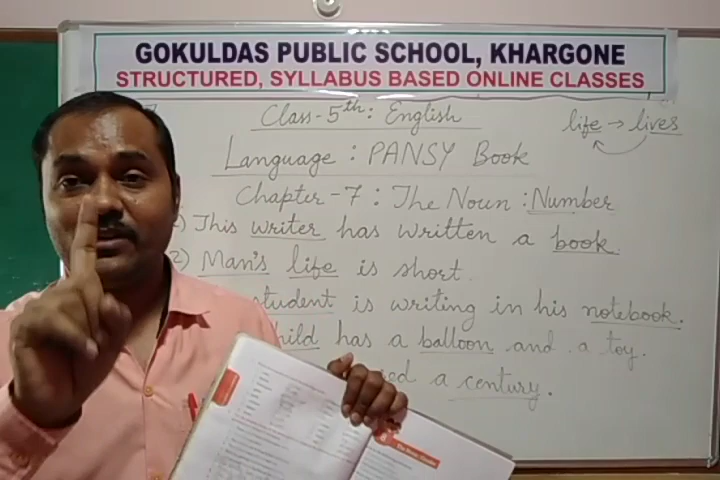 GOKULDAS PUBLIC SCHOOL, KHARGONE
STRUCTURED, SYLLABUS BASED ONLINE CLASSES
Class-5th: English
life → lives
Language : PANSY Book
Chapter-7 : The Noun : Number
1) This writer has written a book.
2) Man's life is short.
student is writing in his notebook.
child has a balloon and a toy.
a century.